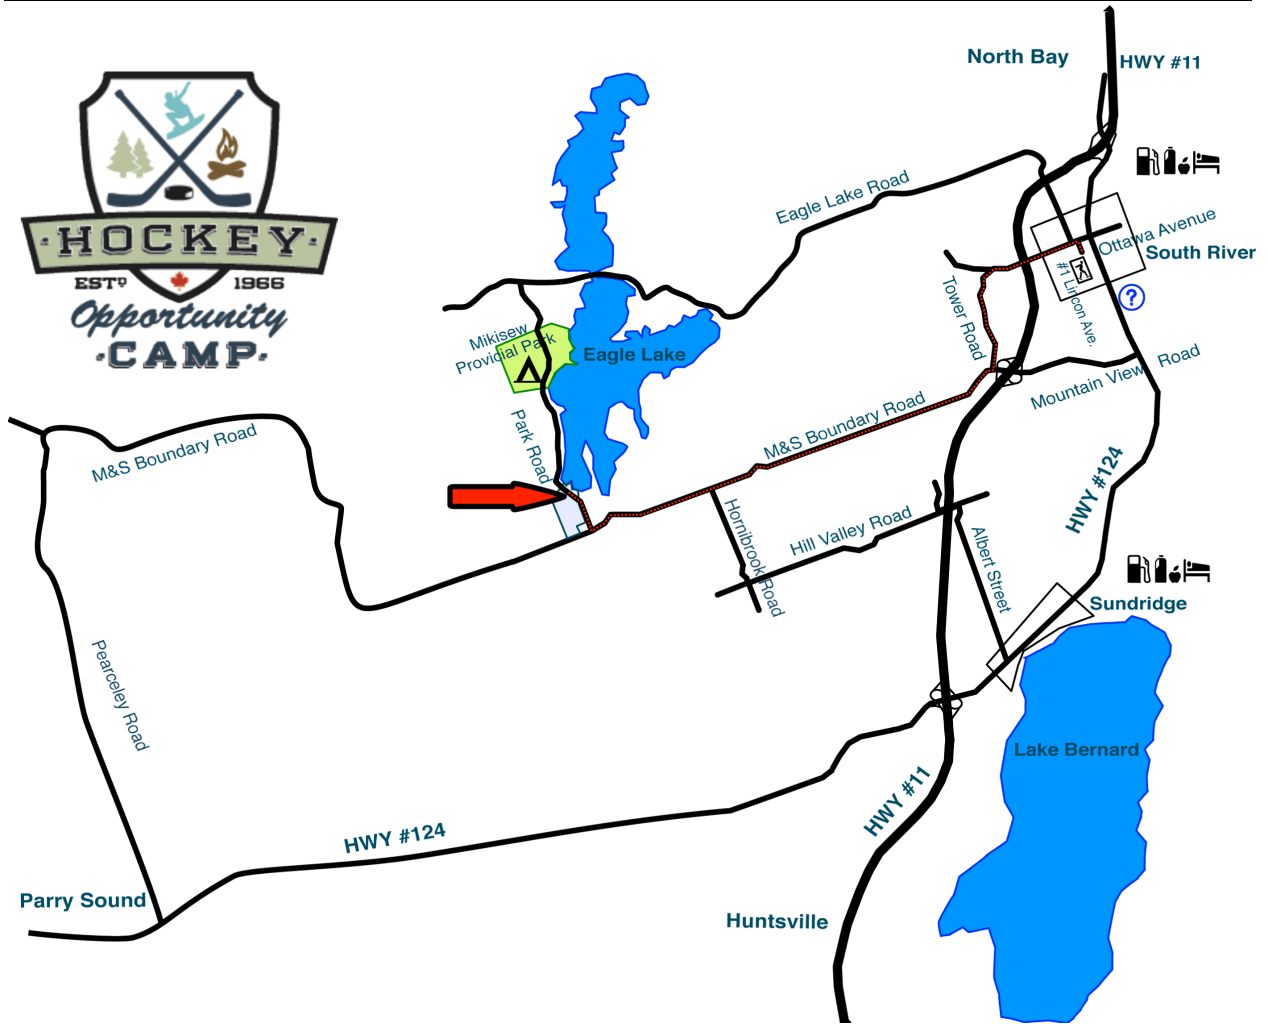 North Bay
HWY #11
HOCKEY
ESTD 1966
Opportunity
CAMP
Eagle Lake Road
Ottawa Avenue
South River
#1 Lincon Ave.
?
Tower Road
Mikisew
Provicial Park
Eagle Lake
Mountain View Road
Park Road
M&S Boundary Road
M&S Boundary Road
HWY #124
Hornibrook Road
Hill Valley Road
Albert Street
Sundridge
Pearceley Road
Lake Bernard
HWY #11
HWY #124
Parry Sound
Huntsville